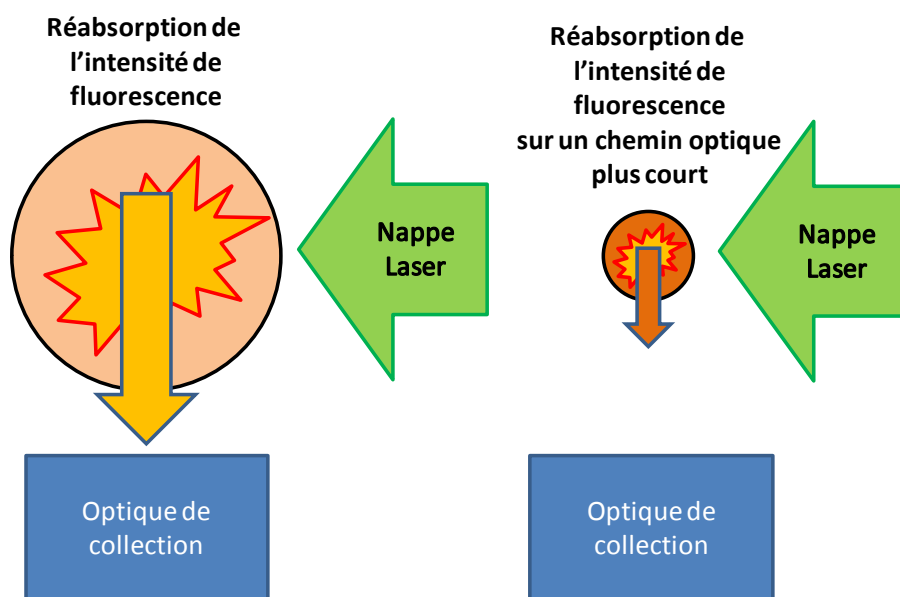 Réabsorption de
l'intensité de
fluorescence
Réabsorption de
l'intensité de
fluorescence
sur un chemin optique
plus court
Nappe
Laser
Nappe
Laser
Optique de
collection
Optique de
collection